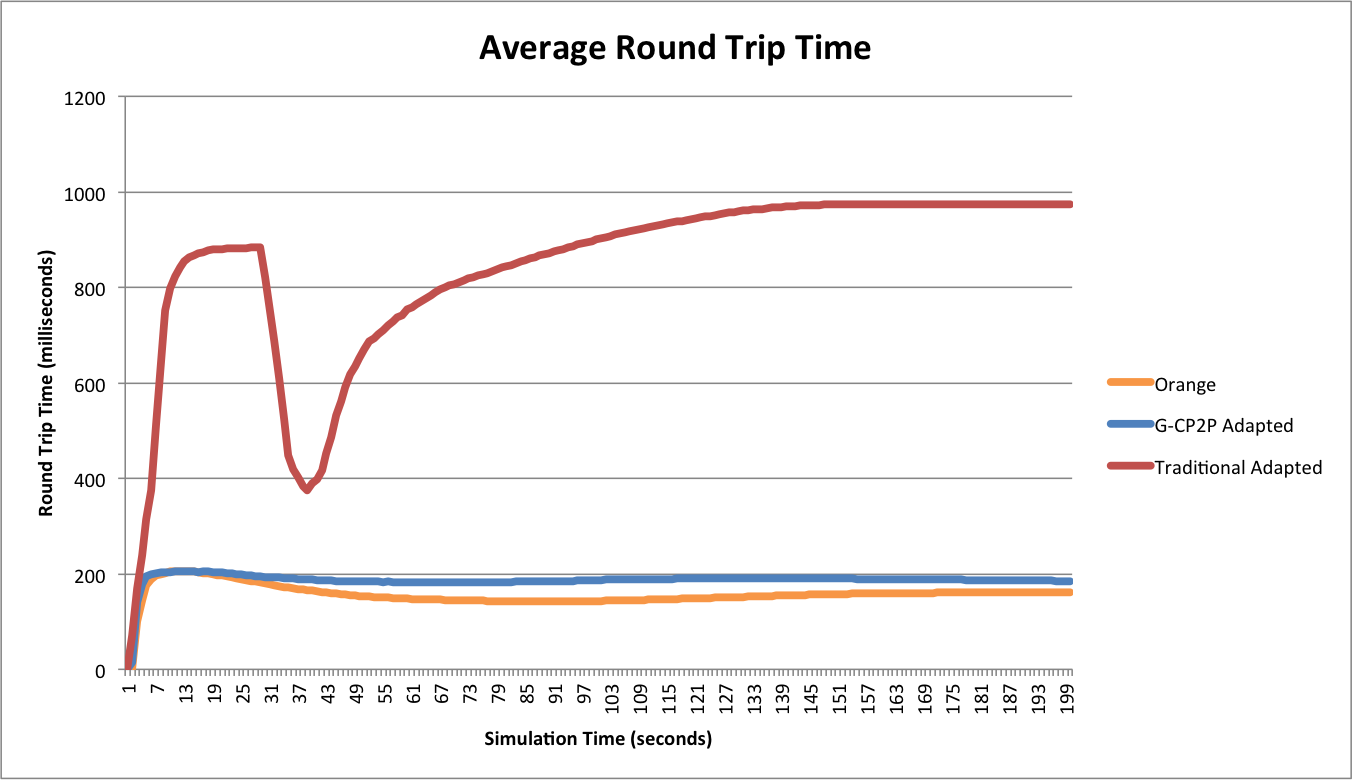 Average Round Trip Time
1200
1000
800
600
400
200
0
Round Trip Time (milliseconds)
1 7 13 19 25 31 37 43 49 55 61 67 73 79 85 91 97 103 109 115 121 127 133 139 145 151 157 163 169 175 181 187 193 199
Simulation Time (seconds)
Orange
G-CP2P Adapted
Traditional Adapted